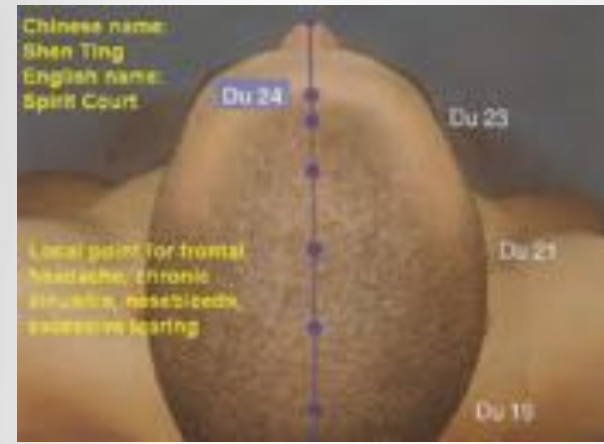 Chinese name:
Shen Ting
English name:
Spirit Court
Du 24
Du 23
Local point for frontal
headache, chronic
sinusitis, nosebleeds,
excessive tearing
Du 21
Du 19